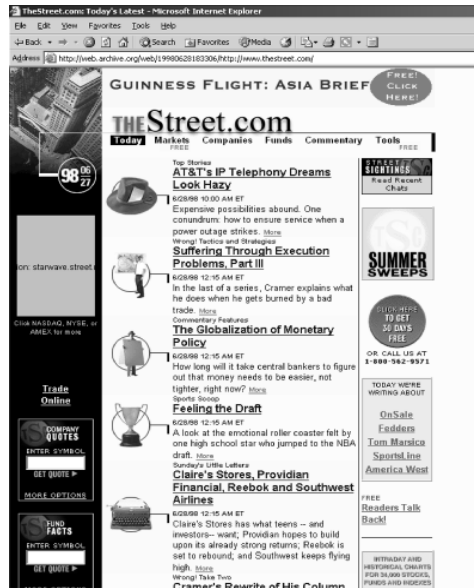 TheStreet.com: Today's Latest - Microsoft Internet Explorer
File Edit View Favorites Tools Help
Back Search Favorites Media
Address http://web.archive.org/web/19980628183306/http://www.thestreet.com/
GUINNESS FLIGHT: ASIA BRIEF
FREE!
CLICK
HERE!
THEStreet.com
Today Markets Companies Funds Commentary Tools
FREE FREE
98 06
27
ion: starwave.street.
Click NASDAQ, NYSE, or
AMEX for more
Trade
Online
COMPANY
QUOTES
ENTER SYMBOL
GET QUOTE
MORE OPTIONS
FUND
FACTS
ENTER SYMBOL
GET QUOTE
MORE OPTIONS
Top Stories
AT&T's IP Telephony Dreams
Look Hazy
6/28/98 10:00 AM ET
Expensive possibilities abound. One
conundrum: how to ensure service when a
power outage strikes. More
Wrong! Tactics and Strategies
Suffering Through Execution
Problems, Part III
6/28/98 12:15 AM ET
In the last of a series, Cramer explains what
he does when he gets burned by a bad
trade. More
Commentary Features
The Globalization of Monetary
Policy
6/28/98 12:15 AM ET
How long will it take central bankers to figure
out that money needs to be easier, not
tighter, right now? More
Sports Scoop
Feeling the Draft
6/28/98 12:15 AM ET
A look at the emotional roller coaster felt by
one high school star who jumped to the NBA
draft. More
Sunday's Little Letters
Claire's Stores, Providian
Financial, Reebok and Southwest
Airlines
6/28/98 12:15 AM ET
Claire's Stores has what teens -- and
investors-- want; Providian hopes to build
upon its already strong returns; Reebok is
set to rebound; and Southwest keeps flying
high. More
Wrong! Take Two
Cramer's Rewrite of His Column
STREET
SIGHTINGS
Read Recent
Chats
TSC
SUMMER
SWEEPS
CLICK HERE
TO GET
30 DAYS
FREE
OR CALL US AT
1-800-562-9571
TODAY WE'RE
WRITING ABOUT
OnSale
Fedders
Tom Marsico
SportsLine
America West
FREE
Readers Talk
Back!
INTRADAY AND
HISTORICAL CHARTS
FOR 24,000 STOCKS,
FUNDS AND INDEXES